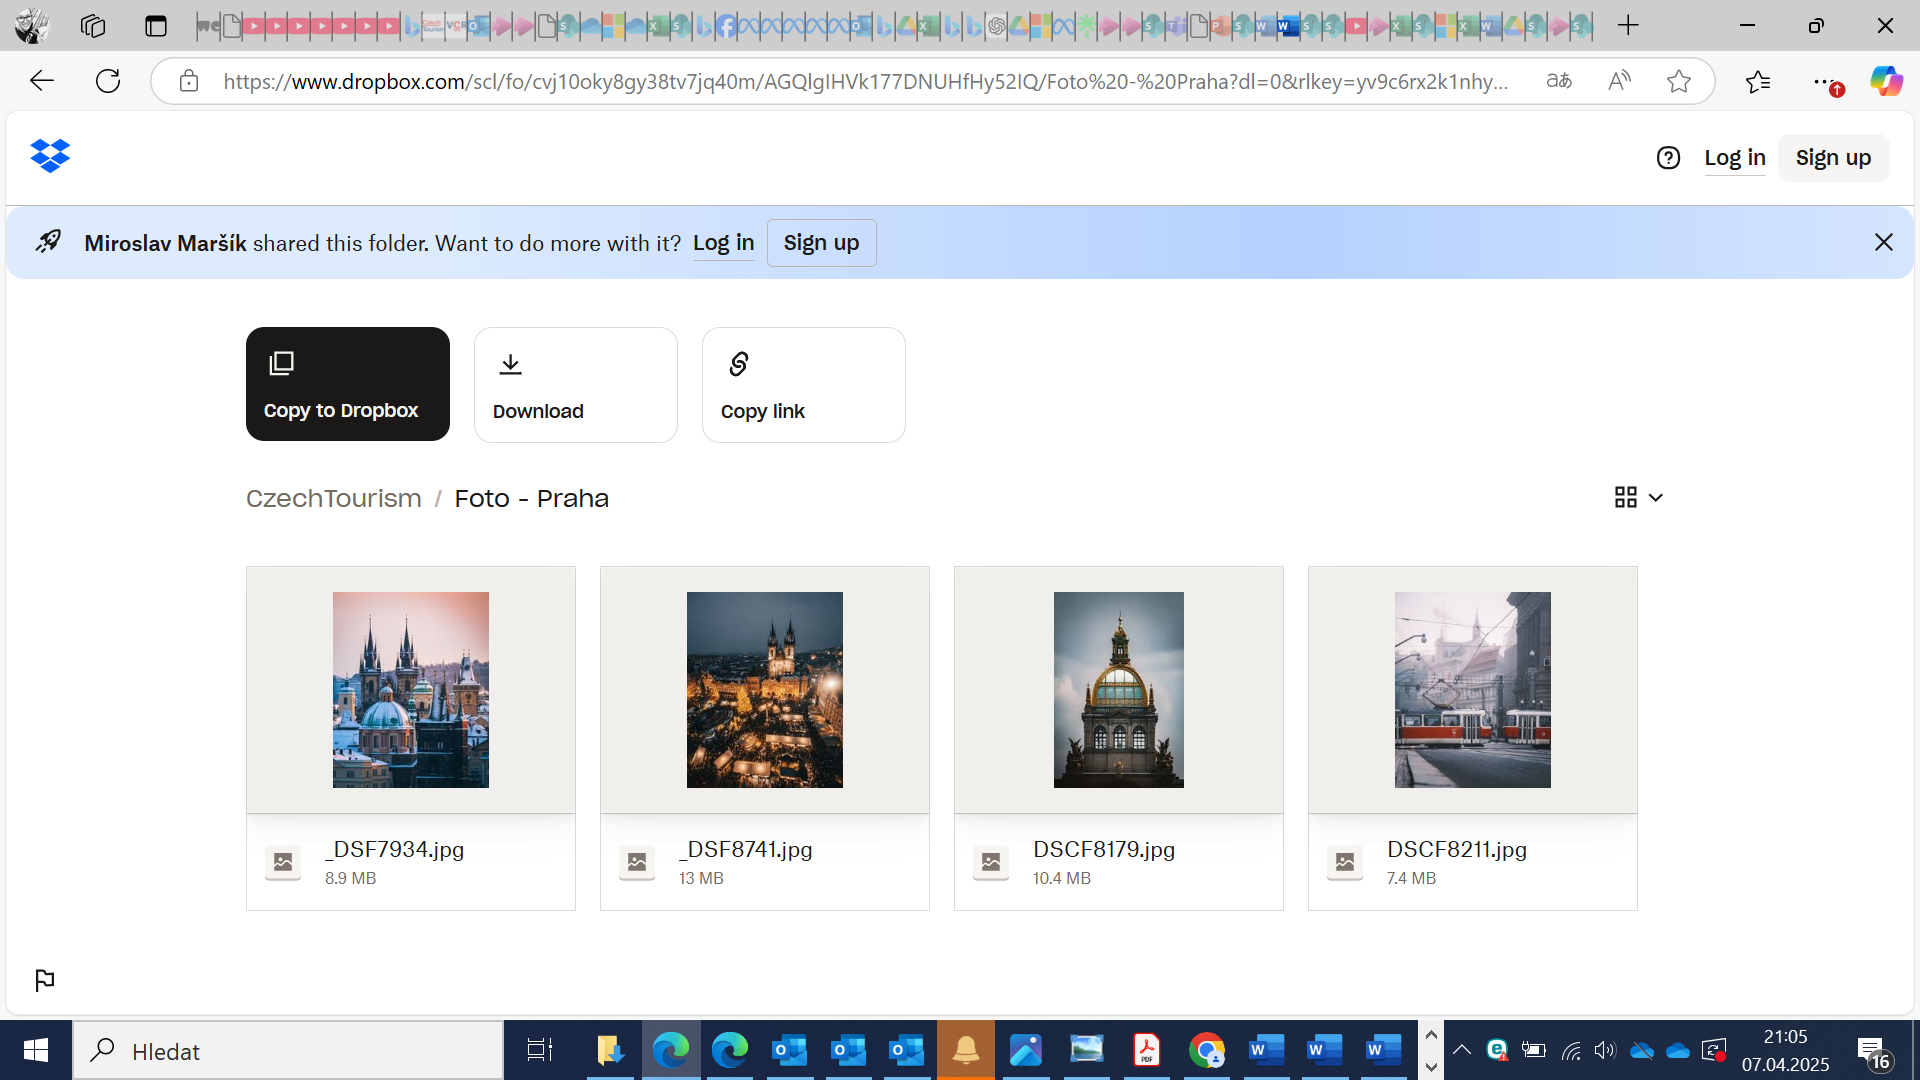 https://www.dropbox.com/scl/fo/cvj10oky8gy38tv7jq40m/AGQlgIHVk177DNUHfHy52IQ/Foto%20-%20Praha?dl=0&rlkey=yv9c6rx2k1nhy...
Log in
Sign up
Miroslav Maršík shared this folder. Want to do more with it? Log in Sign up
Copy to Dropbox
Download
Copy link
CzechTourism / Foto - Praha
_DSF7934.jpg
8.9 MB
_DSF8741.jpg
13 MB
DSCF8179.jpg
10.4 MB
DSCF8211.jpg
7.4 MB
Hledat
21:05
07.04.2025
16